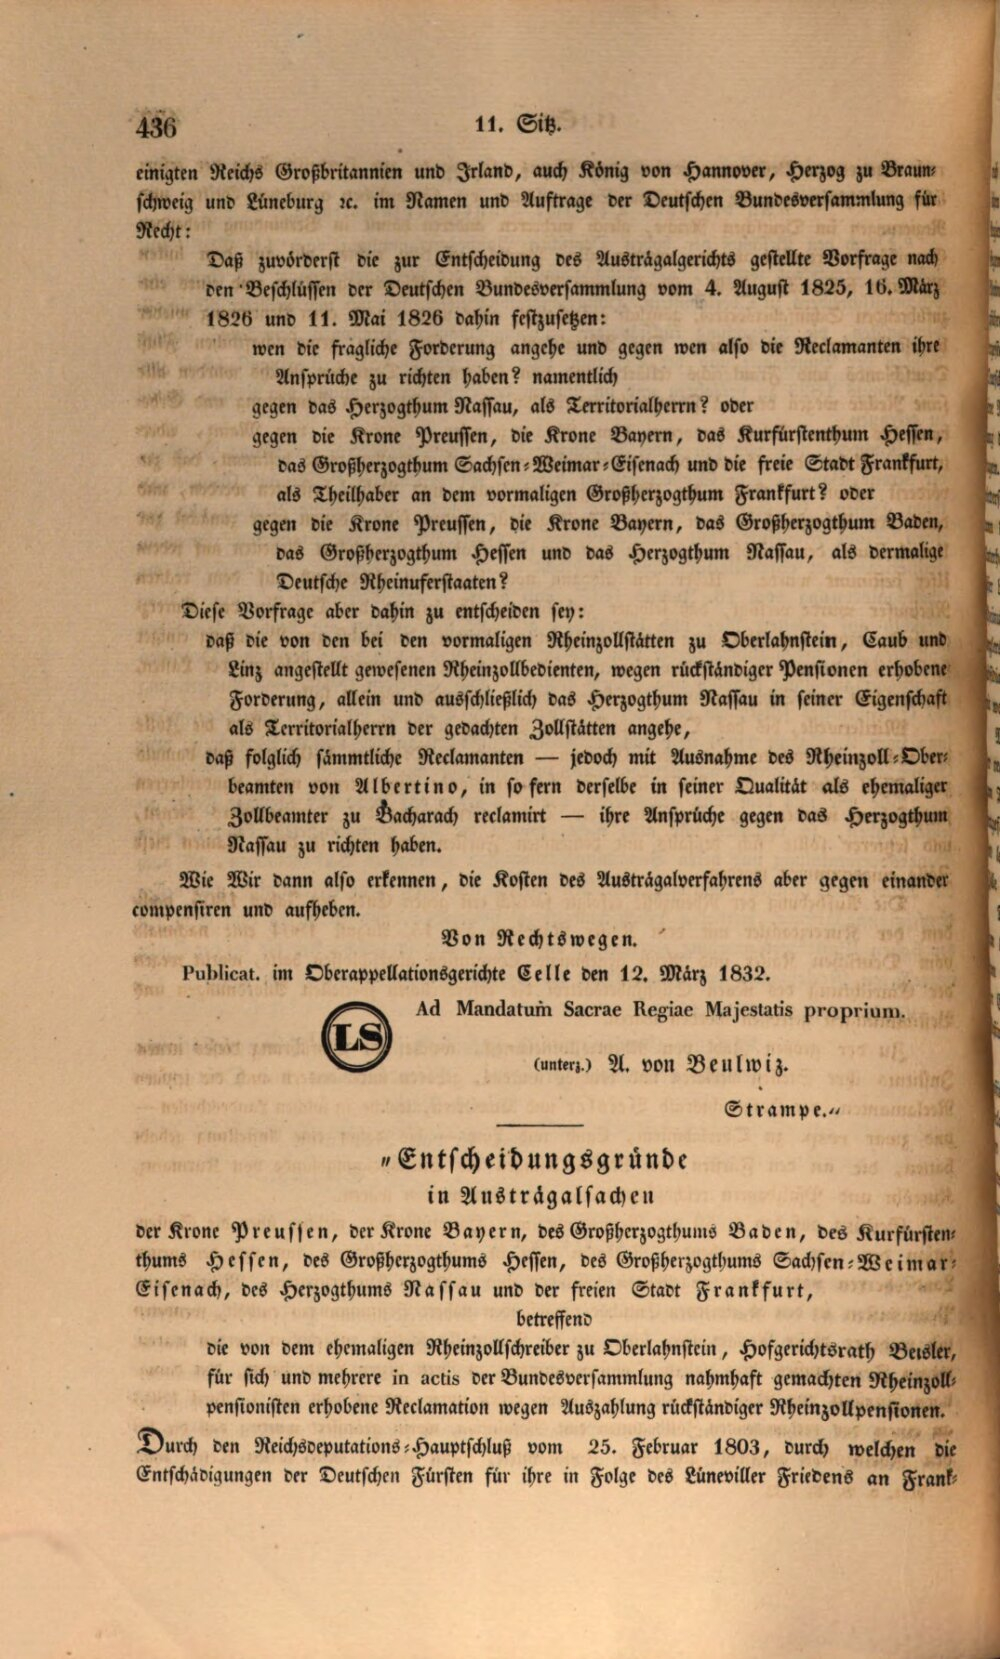 436
11. Sitz.
einigten Reichs Großbritannien und Irland, auch König von Hannover, Herzog zu Braun-
schweig und Lüneburg ꝛc. im Namen und Auftrage der Deutschen Bundesversammlung für
Recht:
Daß zuvörderst die zur Entscheidung des Austrägalgerichts gestellte Vorfrage nach
den Beschlüssen der Deutschen Bundesversammlung vom 4. August 1825, 16. März
1826 und 11. Mai 1826 dahin festzusetzen:
wen die fragliche Forderung angehe und gegen wen also die Reclamanten ihre
Ansprüche zu richten haben? namentlich
gegen das Herzogthum Nassau, als Territorialherrn? oder
gegen die Krone Preussen, die Krone Bayern, das Kurfürstenthum Hessen,
das Großherzogthum Sachsen-Weimar-Eisenach und die freie Stadt Frankfurt,
als Theilhaber an dem vormaligen Großherzogthum Frankfurt? oder
gegen die Krone Preussen, die Krone Bayern, das Großherzogthum Baden,
das Großherzogthum Hessen und das Herzogthum Nassau, als dermalige
Deutsche Rheinuferstaaten?
Diese Vorfrage aber dahin zu entscheiden sey:
daß die von den bei den vormaligen Rheinzollstätten zu Oberlahnstein, Caub und
Linz angestellt gewesenen Rheinzollbedienten, wegen rückständiger Pensionen erhobene
Forderung, allein und ausschließlich das Herzogthum Nassau in seiner Eigenschaft
als Territorialherrn der gedachten Zollstätten angehe,
daß folglich sämmtliche Reclamanten — jedoch mit Ausnahme des Rheinzoll-Ober-
beamten von Albertino, in so fern derselbe in seiner Qualität als ehemaliger
Zollbeamter zu Bacharach reclamirt — ihre Ansprüche gegen das Herzogthum
Nassau zu richten haben.
Wie Wir dann also erkennen, die Kosten des Austrägalverfahrens aber gegen einander
compensiren und aufheben.
Von Rechtswegen.
Publicat. im Oberappellationsgerichte Celle den 12. März 1832.
Ad Mandatum Sacrae Regiae Majestatis proprium.
LS
(unterz.) A. von Beulwiz.
Strampe.„
„Entscheidungsgründe
in Austrägalsachen
der Krone Preussen, der Krone Bayern, des Großherzogthums Baden, des Kurfürsten-
thums Hessen, des Großherzogthums Hessen, des Großherzogthums Sachsen-Weimar-
Eisenach, des Herzogthums Nassau und der freien Stadt Frankfurt,
betreffend
die von dem ehemaligen Rheinzollschreiber zu Oberlahnstein, Hofgerichtsrath Beisler,
für sich und mehrere in actis der Bundesversammlung nahmhaft gemachten Rheinzoll-
pensionisten erhobene Reclamation wegen Auszahlung rückständiger Rheinzollpensionen.
Durch den Reichsdeputations-Hauptschluß vom 25. Februar 1803, durch welchen die
Entschädigungen der Deutschen Fürsten für ihre in Folge des Lüneviller Friedens an Frank-